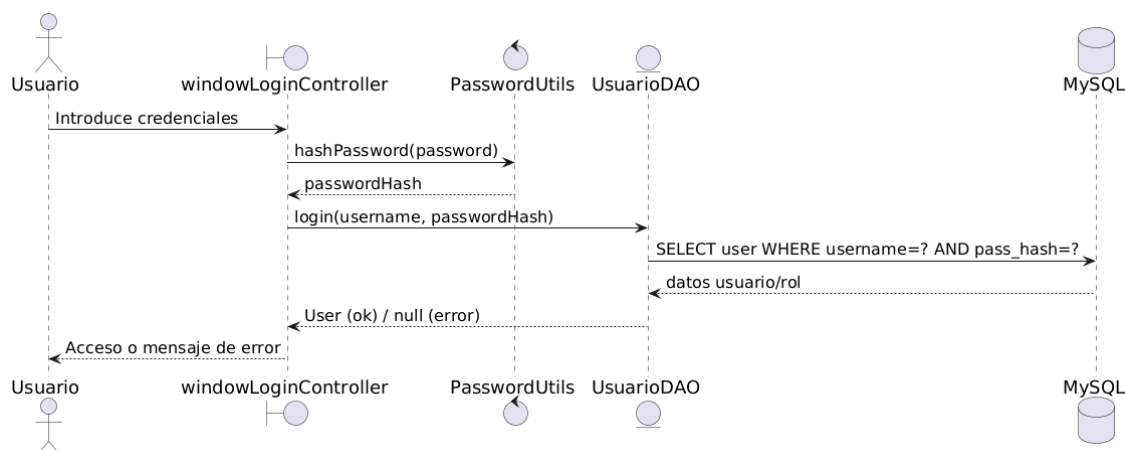 Usuario
windowLoginController
PasswordUtils
UsuarioDAO
MySQL
Introduce credenciales
hashPassword(password)
passwordHash
login(username, passwordHash)
SELECT user WHERE username=? AND pass_hash=?
datos usuario/rol
User (ok) / null (error)
Acceso o mensaje de error
Usuario
windowLoginController
PasswordUtils
UsuarioDAO
MySQL